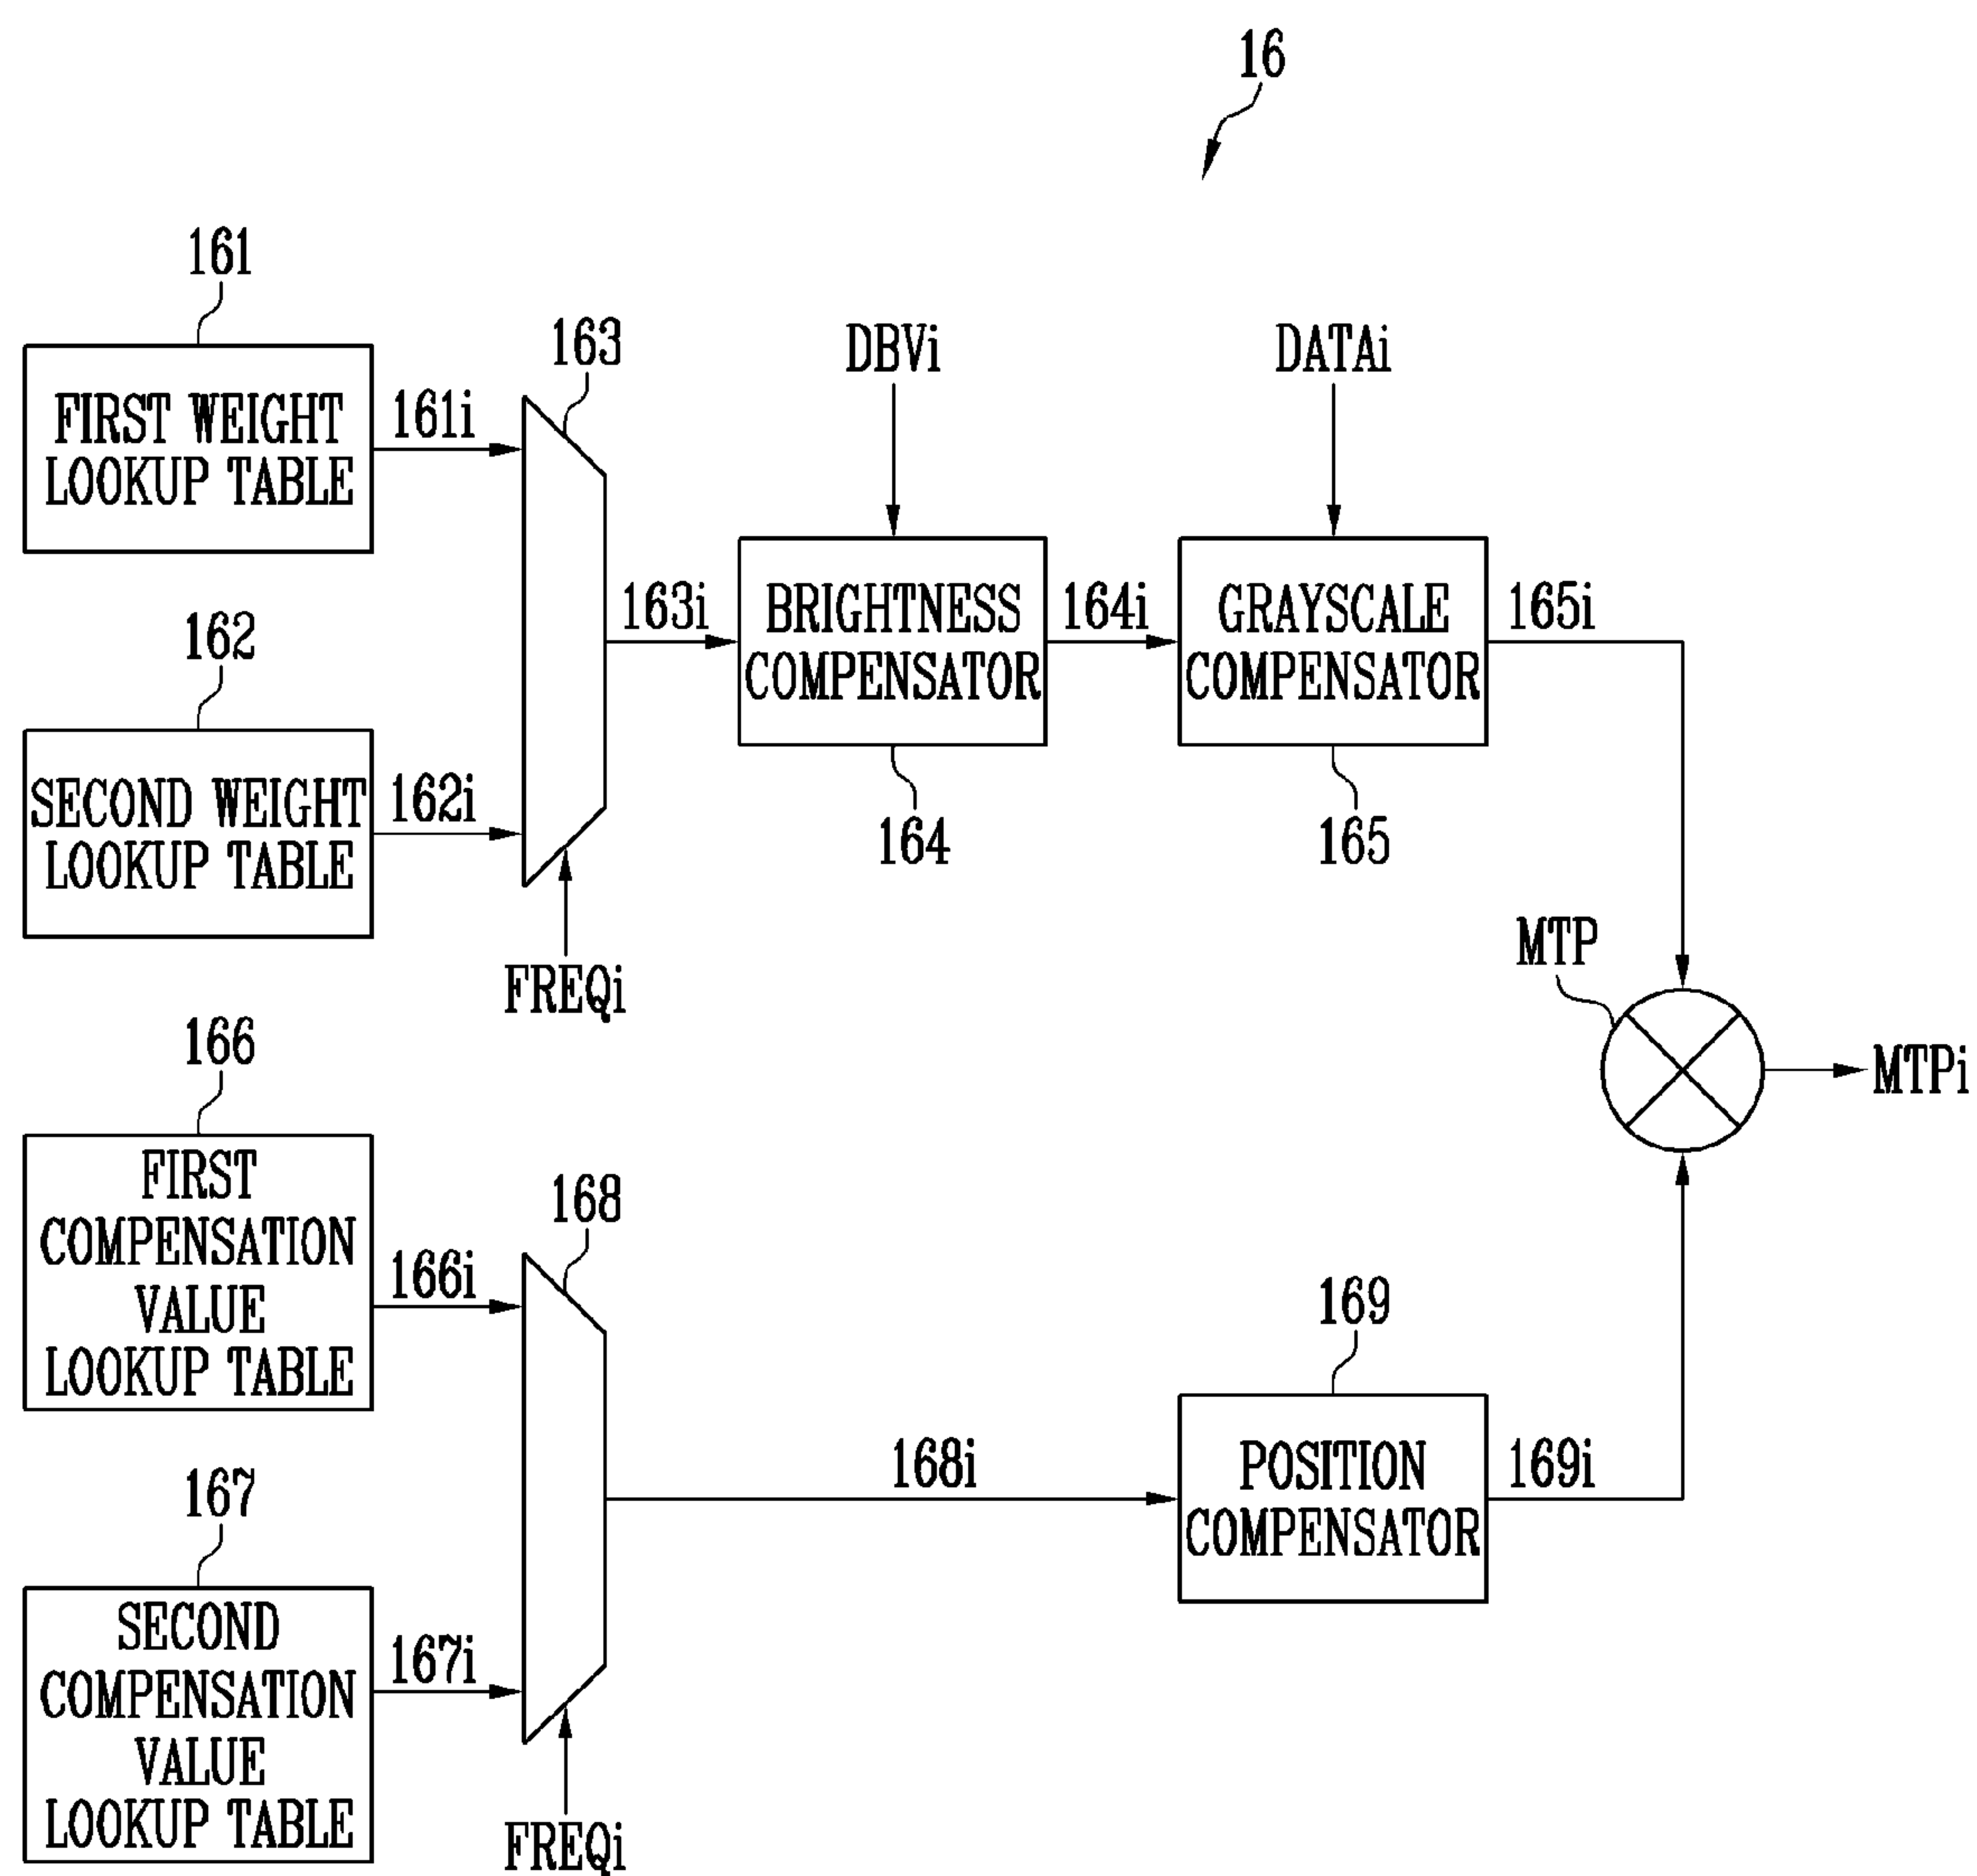 16
161
FIRST WEIGHT
LOOKUP TABLE
161i
163
DBVi
DATAi
162
SECOND WEIGHT
LOOKUP TABLE
162i
FREQi
163i
BRIGHTNESS
COMPENSATOR
164
164i
GRAYSCALE
COMPENSATOR
165
165i
MTP
MTPi
166
FIRST
COMPENSATION
VALUE
LOOKUP TABLE
166i
168
167
SECOND
COMPENSATION
VALUE
LOOKUP TABLE
167i
FREQi
168i
169
POSITION
COMPENSATOR
169i